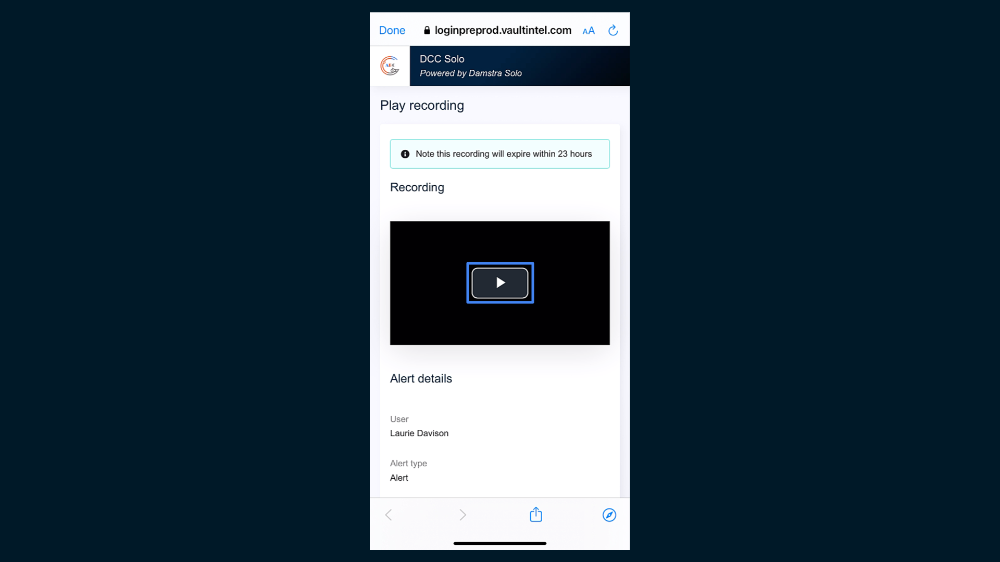 Done
loginpreprod.vaultintel.com
AA
ABC
DCC Solo
Powered by Damstra Solo
Play recording
Note this recording will expire within 23 hours
Recording
Alert details
User
Laurie Davison
Alert type
Alert